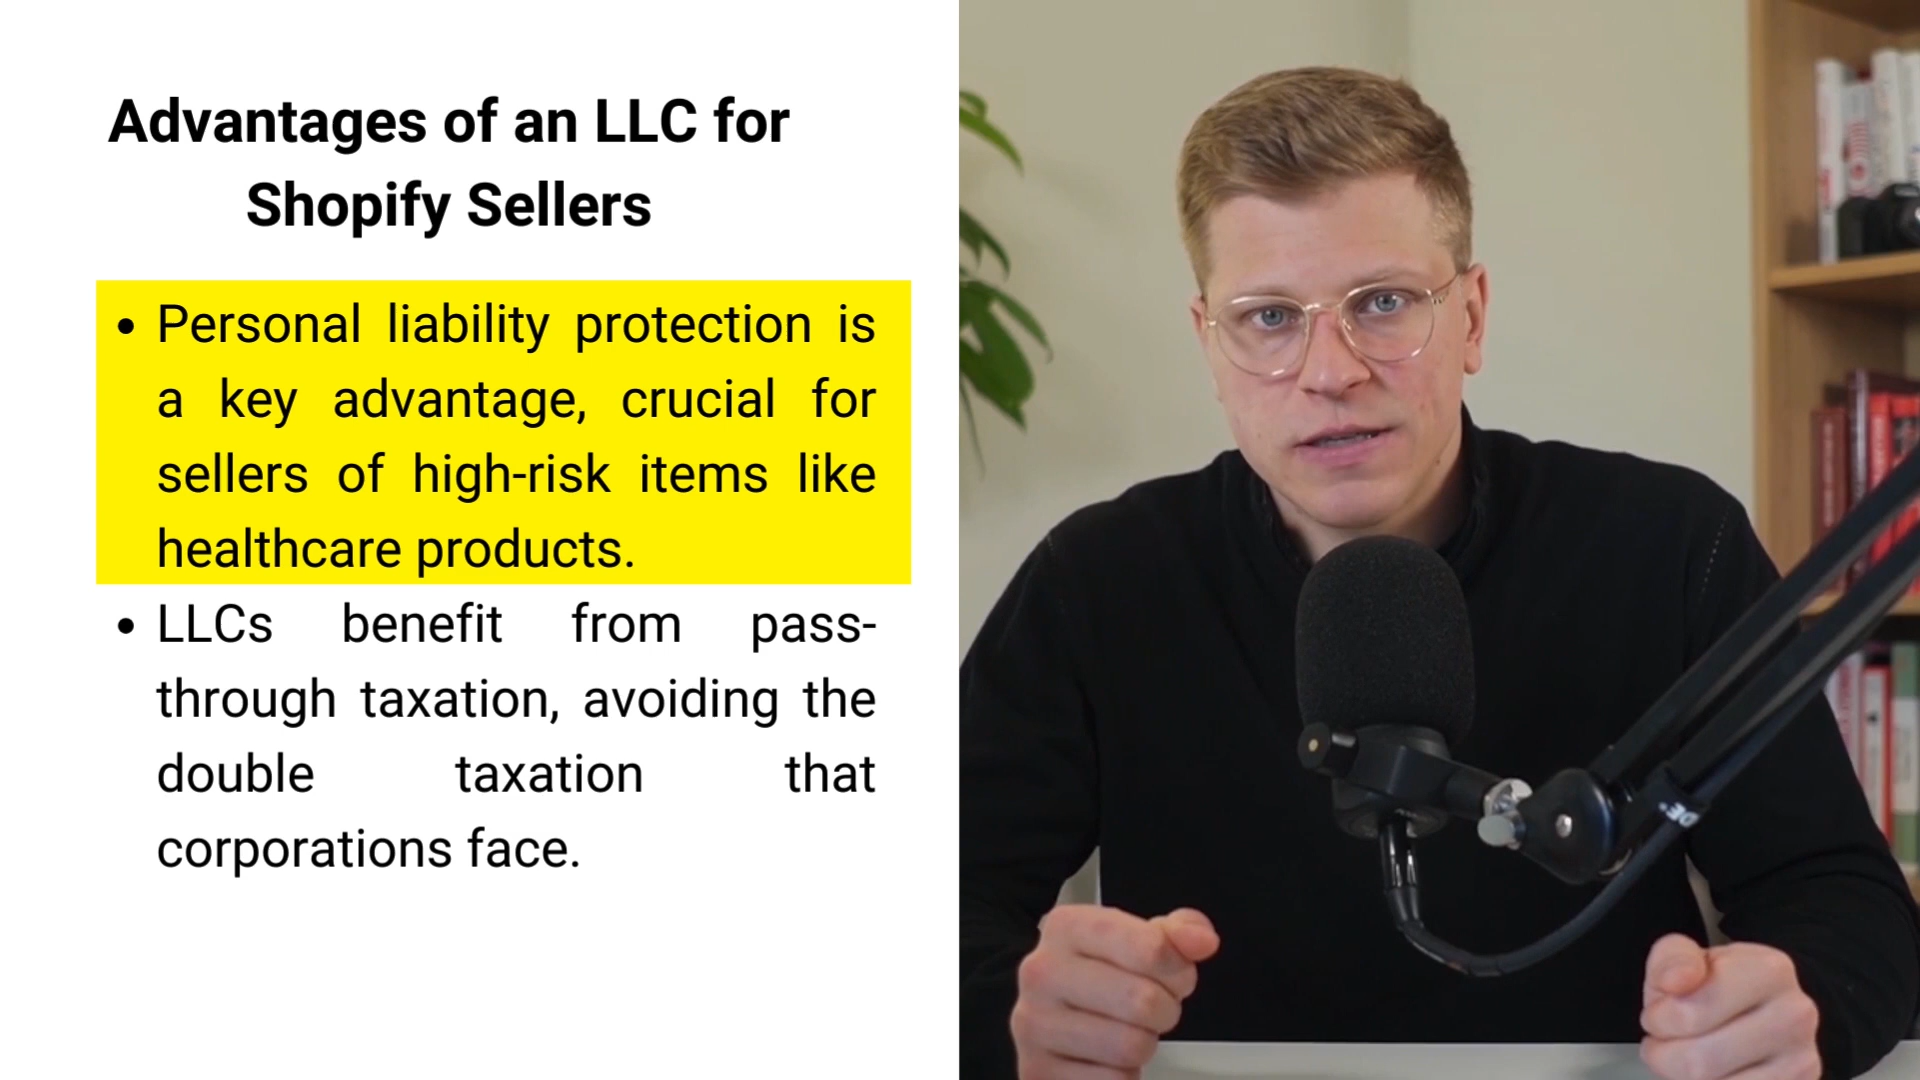 Advantages of an LLC for
Shopify Sellers
• Personal liability protection is
a key advantage, crucial for
sellers of high-risk items like
healthcare products.
• LLCs benefit from pass-
through taxation, avoiding the
double taxation that
corporations face.